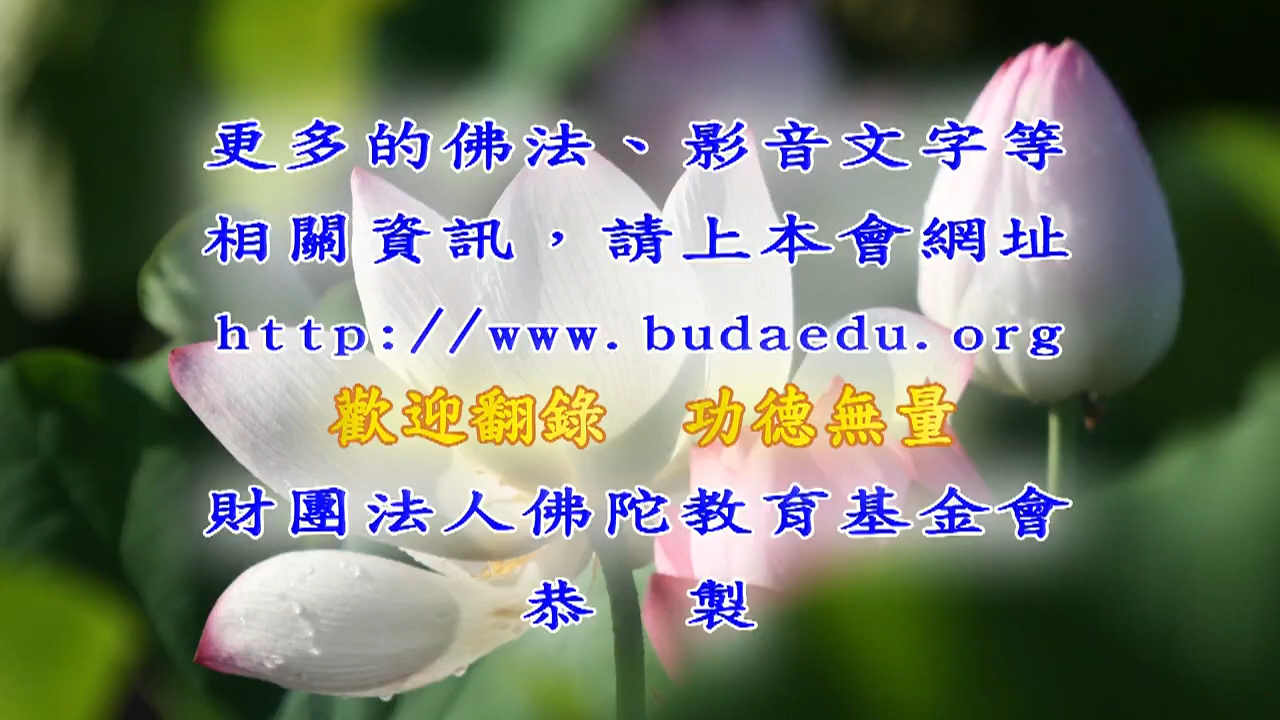 更多的佛法、影音文字等
相關資訊，請上本會網址
http://www.budaedu.org
歡迎翻錄　功德無量
財團法人佛陀教育基金會
恭　製